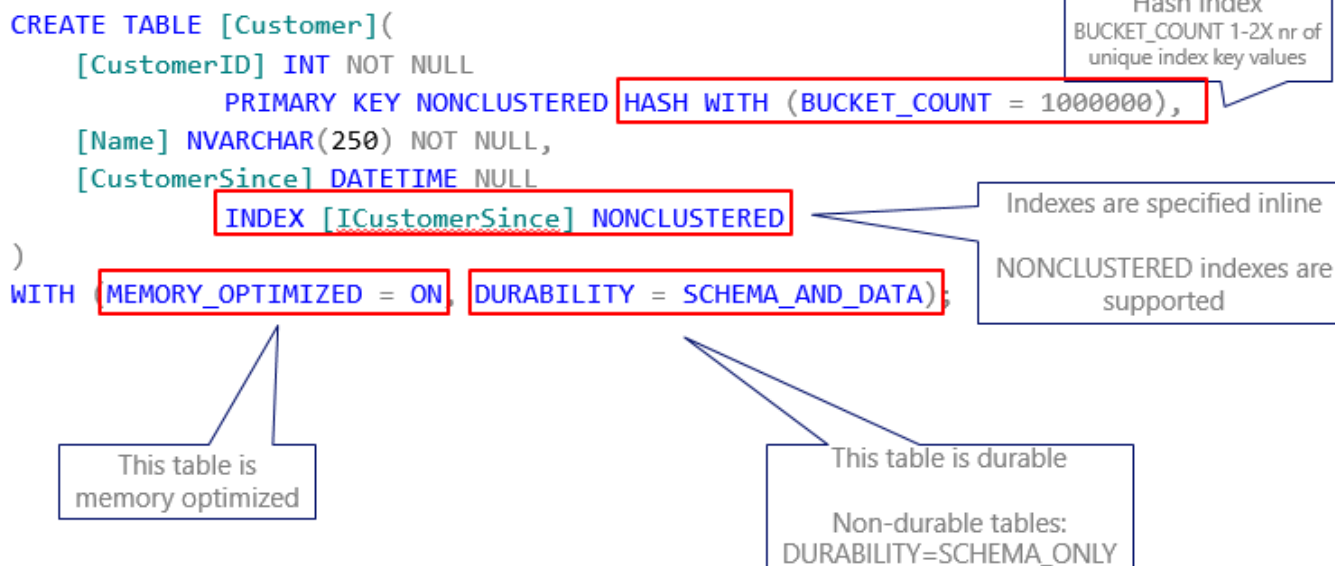 CREATE TABLE [Customer](
[CustomerID] INT NOT NULL
PRIMARY KEY NONCLUSTERED HASH WITH (BUCKET_COUNT = 1000000),
[Name] NVARCHAR(250) NOT NULL,
[CustomerSince] DATETIME NULL
INDEX [ICustomerSince] NONCLUSTERED
)
WITH (MEMORY_OPTIMIZED = ON, DURABILITY = SCHEMA_AND_DATA);
Hash Index
BUCKET_COUNT 1-2X nr of
unique index key values
Indexes are specified inline
NONCLUSTERED indexes are
supported
This table is
memory optimized
This table is durable
Non-durable tables:
DURABILITY=SCHEMA_ONLY